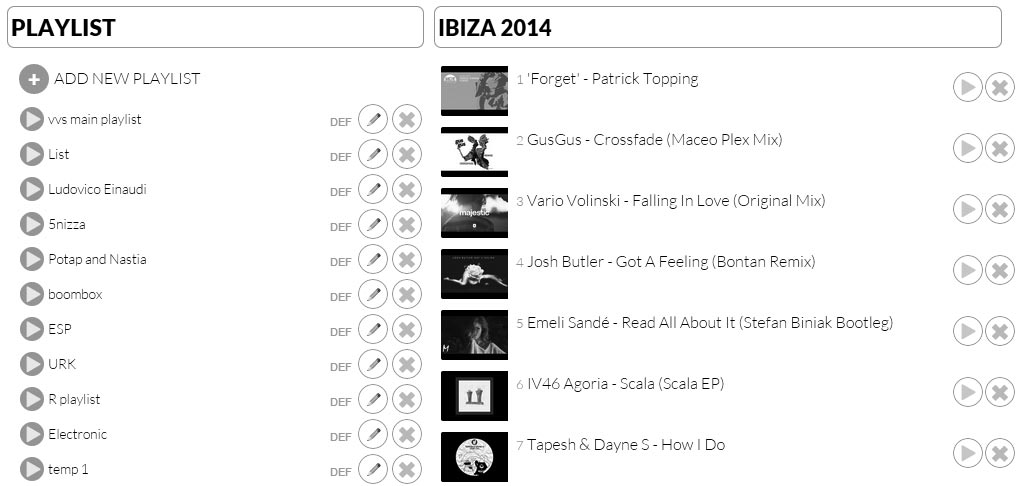 PLAYLIST
ADD NEW PLAYLIST
vvs main playlist DEF
List DEF
Ludovico Einaudi DEF
5nizza DEF
Potap and Nastia DEF
boombox DEF
ESP DEF
URK DEF
R playlist DEF
Electronic DEF
temp 1 DEF
IBIZA 2014
1 'Forget' - Patrick Topping
2 GusGus - Crossfade (Maceo Plex Mix)
3 Vario Volinski - Falling In Love (Original Mix)
majestic
4 Josh Butler - Got A Feeling (Bontan Remix)
5 Emeli Sandé - Read All About It (Stefan Biniak Bootleg)
M
6 IV46 Agoria - Scala (Scala EP)
7 Tapesh & Dayne S - How I Do